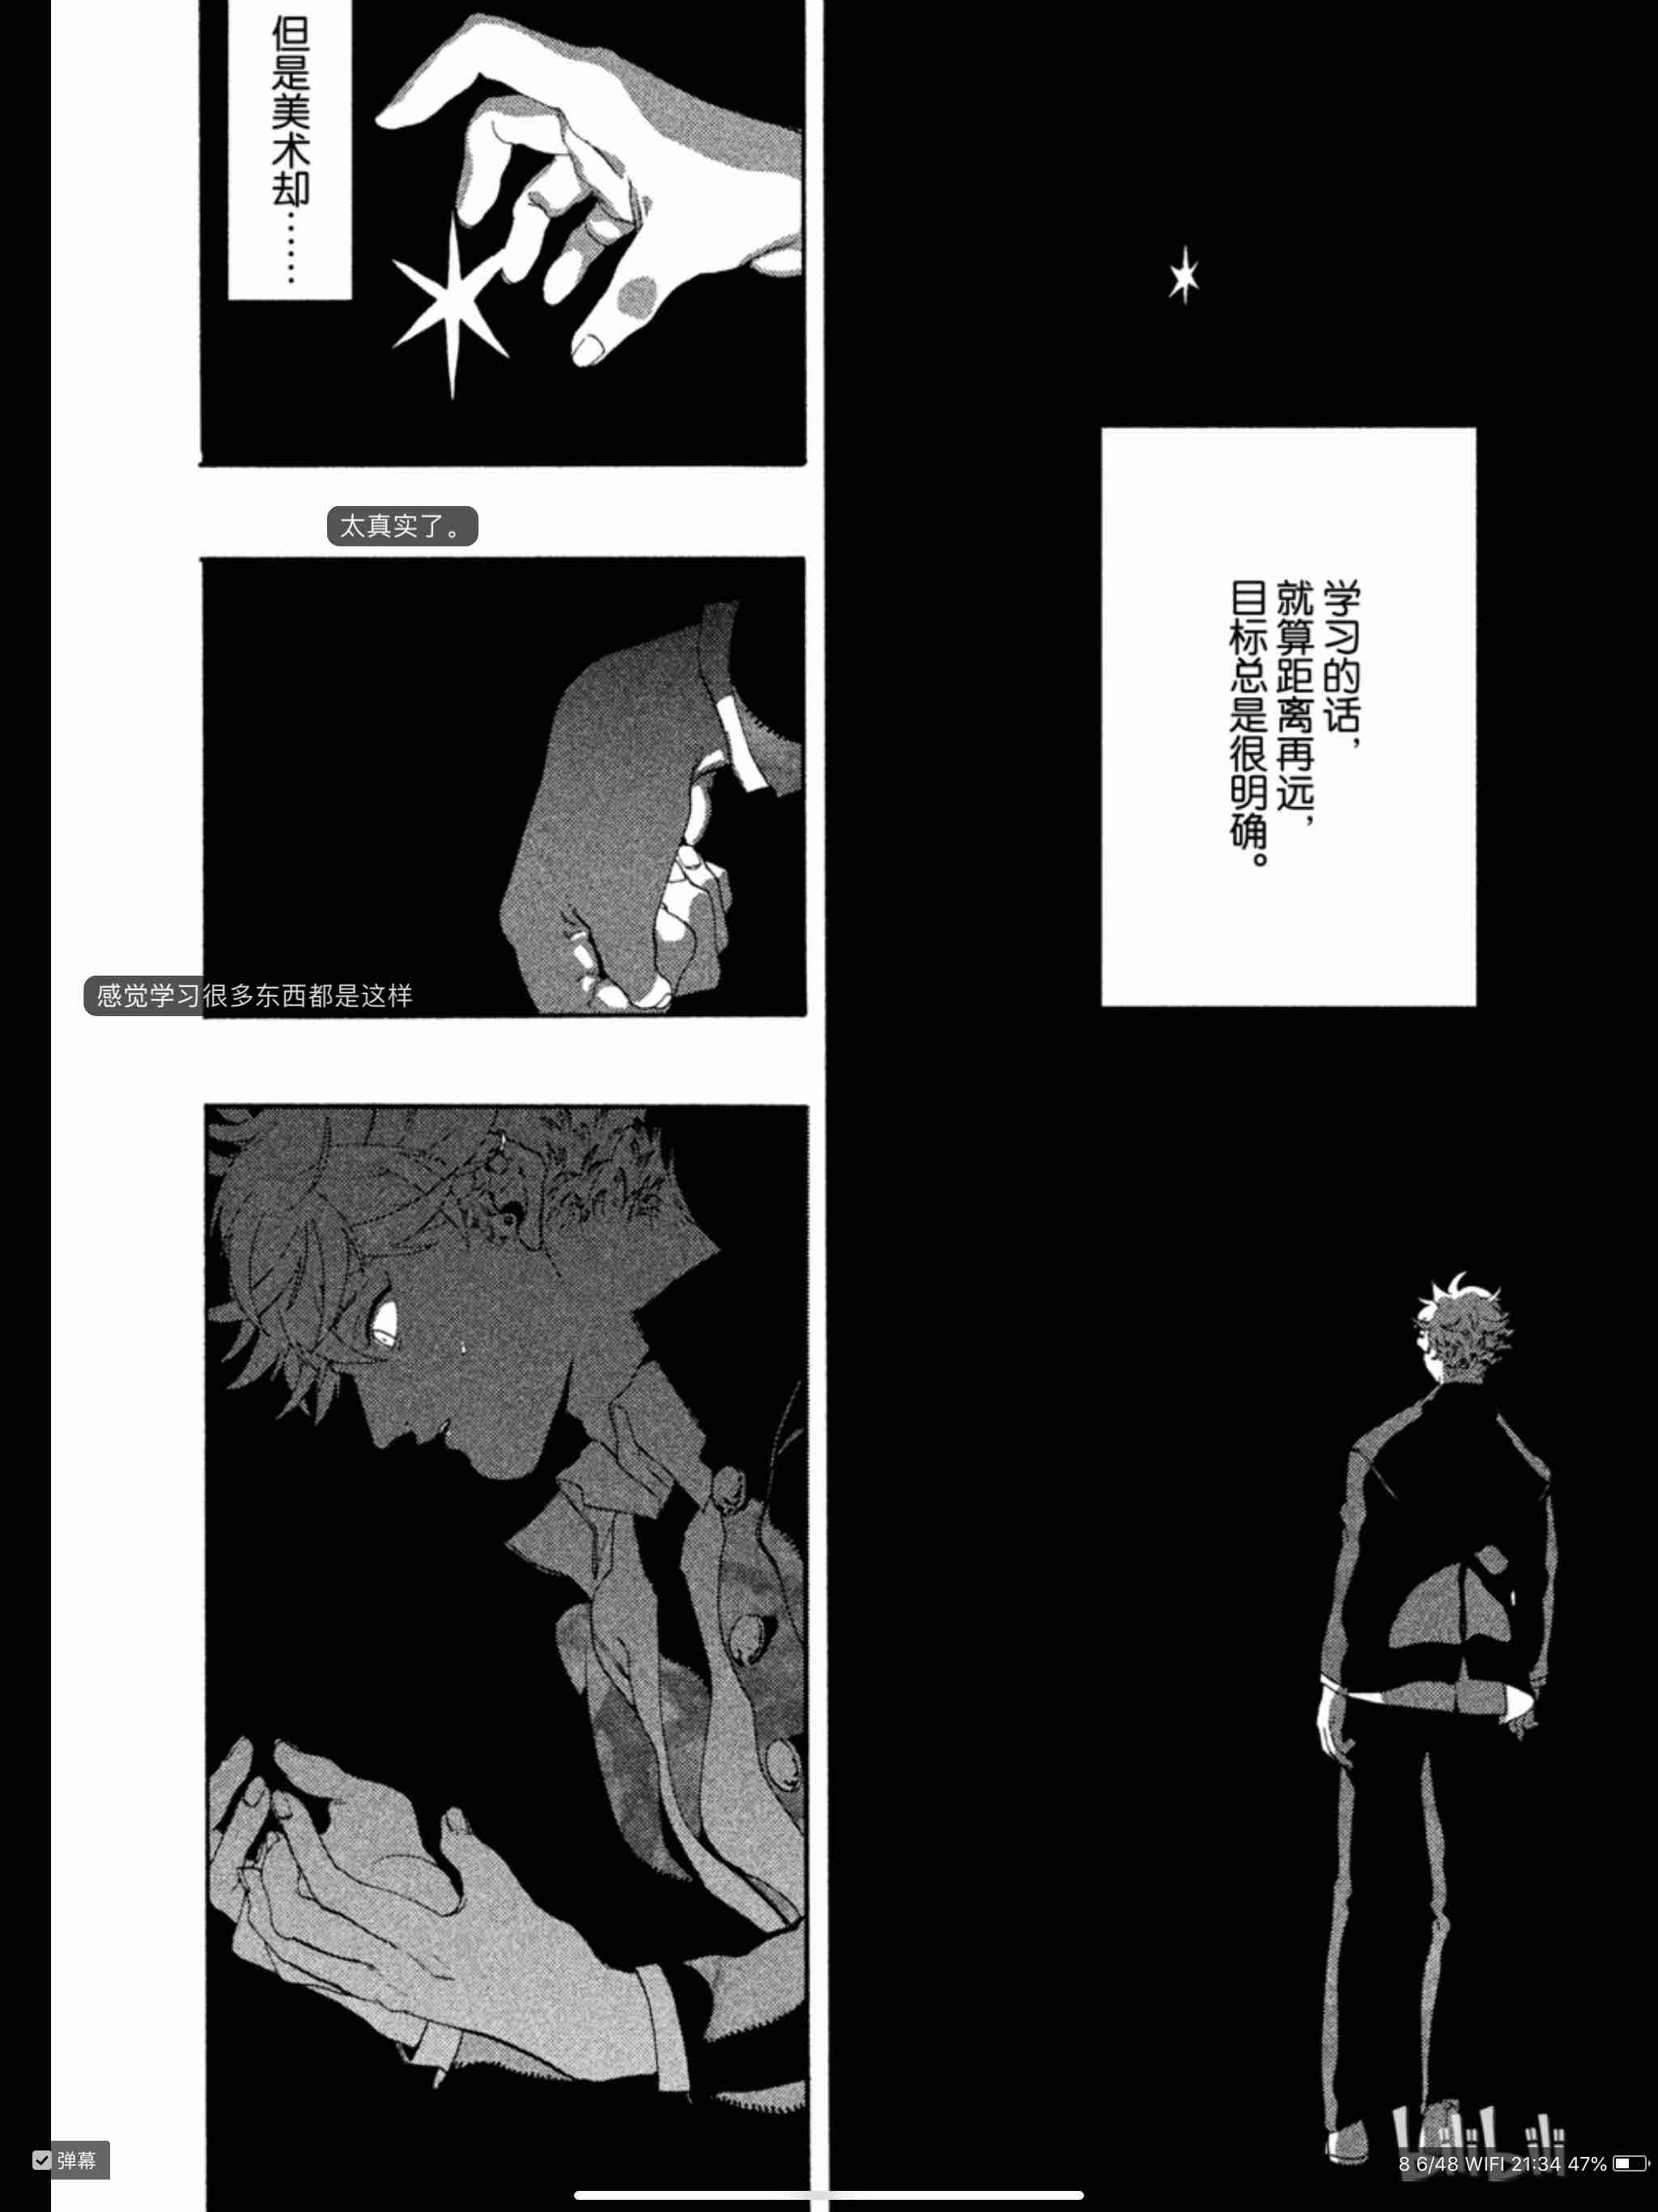 学习的话，
就算距离再远，
目标总是很明确。
但是美术却……
太真实了。
感觉学习很多东西都是这样
弹幕
bilibili
8 6/48 WIFI 21:34 47%